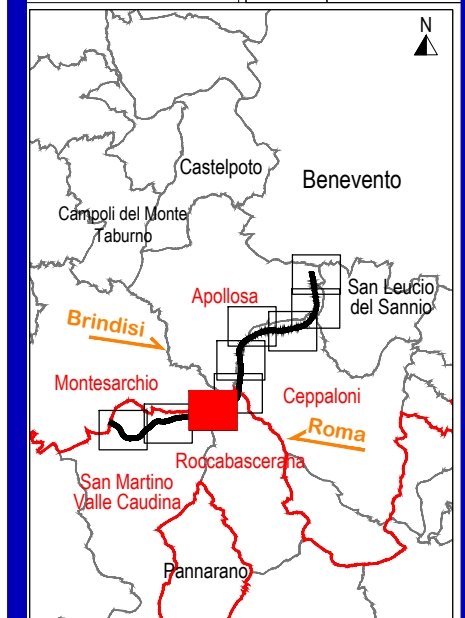 N
Castelpoto
Benevento
Campoli del Monte
Taburno
San Leucio
del Sannio
Apollosa
Brindisi
Montesarchio
Ceppaloni
Roma
Roccabascerana
San Martino
Valle Caudina
Pannarano